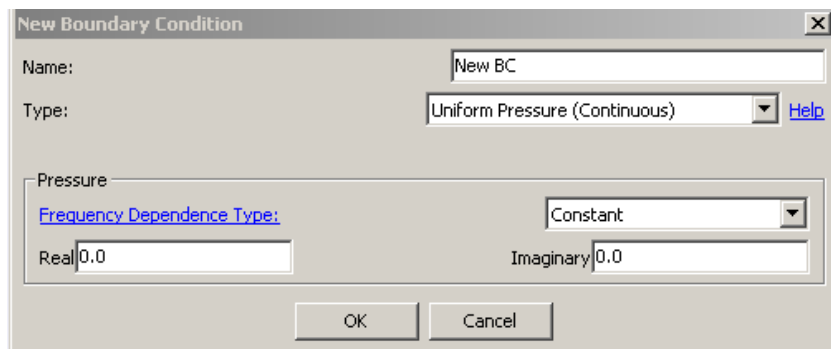 New Boundary Condition
Name: New BC
Type: Uniform Pressure (Continuous) Help
Pressure
Frequency Dependence Type: Constant
Real 0.0 Imaginary 0.0
OK Cancel